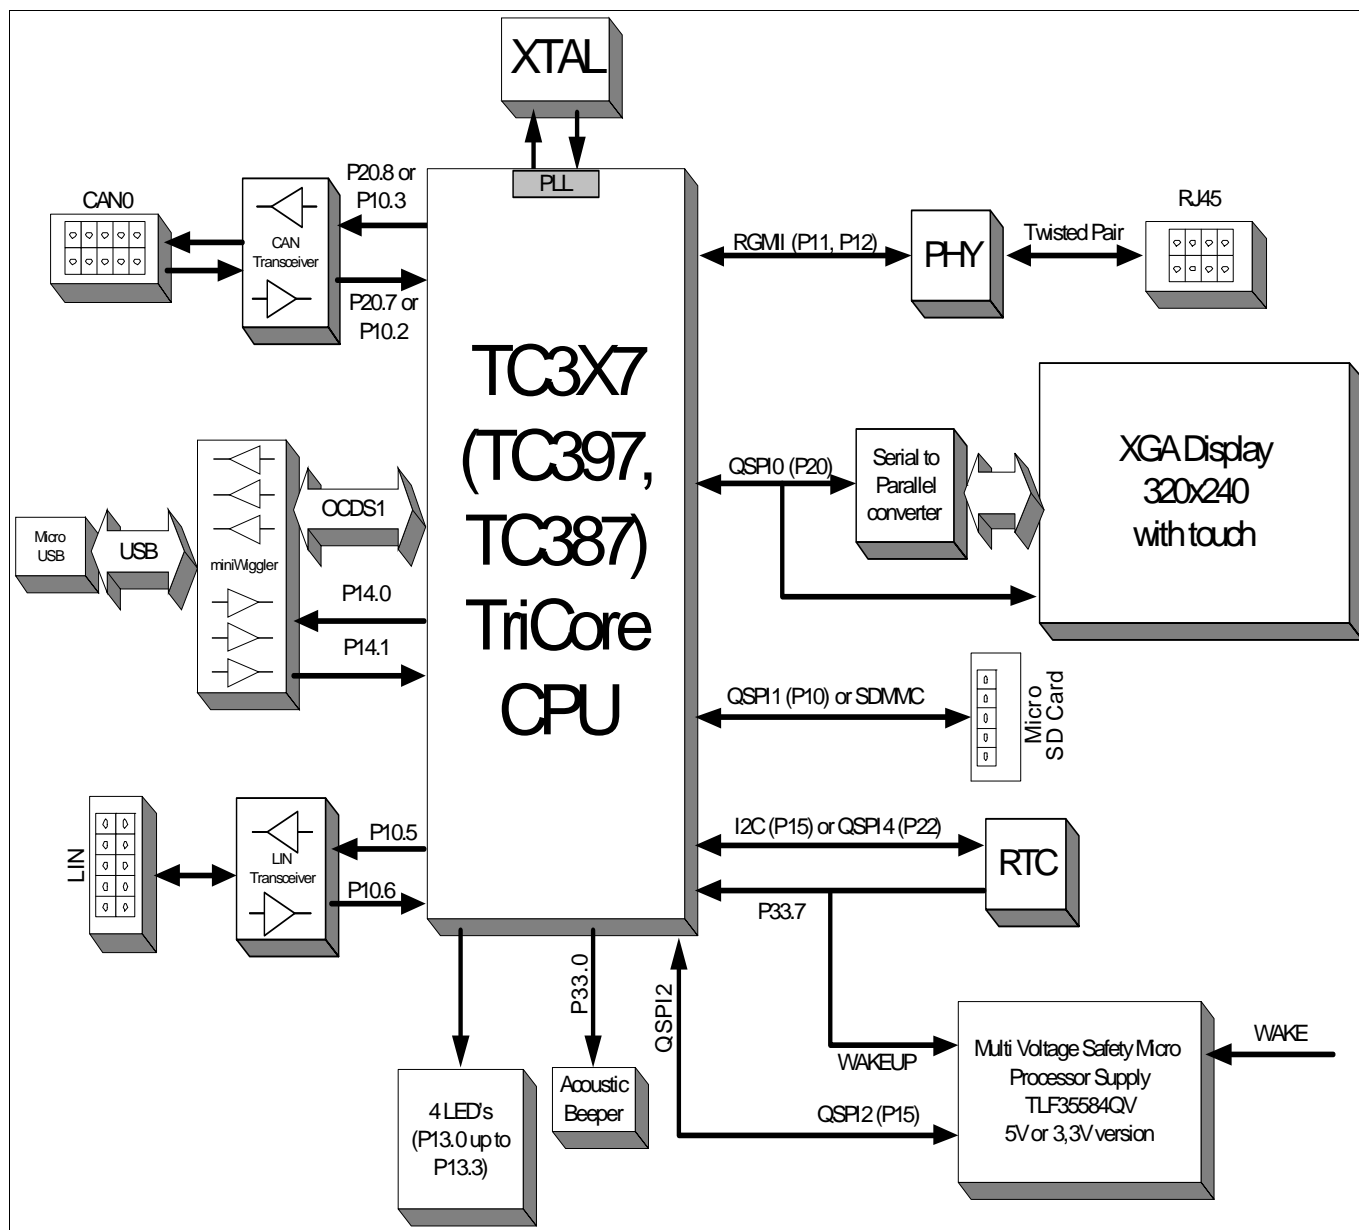 XTAL
PLL
P20.8 or
P10.3
CAN0
CAN
Transceiver
P20.7 or
P10.2
RGMII (P11, P12)
PHY
Twisted Pair
RJ45
TC3X7
(TC397,
TC387)
TriCore
CPU
QSPI0 (P20)
Serial to
Parallel
converter
XGA Display
320x240
with touch
Micro
USB
USB
miniWiggler
OCDS1
P14.0
P14.1
QSPI1 (P10) or SDMMC
Micro
SD Card
LIN
LIN
Transceiver
P10.5
P10.6
I2C (P15) or QSPI4 (P22)
RTC
P33.7
P33.0
QSPI2
WAKEUP
QSPI2 (P15)
4 LED's
(P13.0 up to
P13.3)
Acoustic
Beeper
Multi Voltage Safety Micro
Processor Supply
TLF35584QV
5V or 3,3V version
WAKE